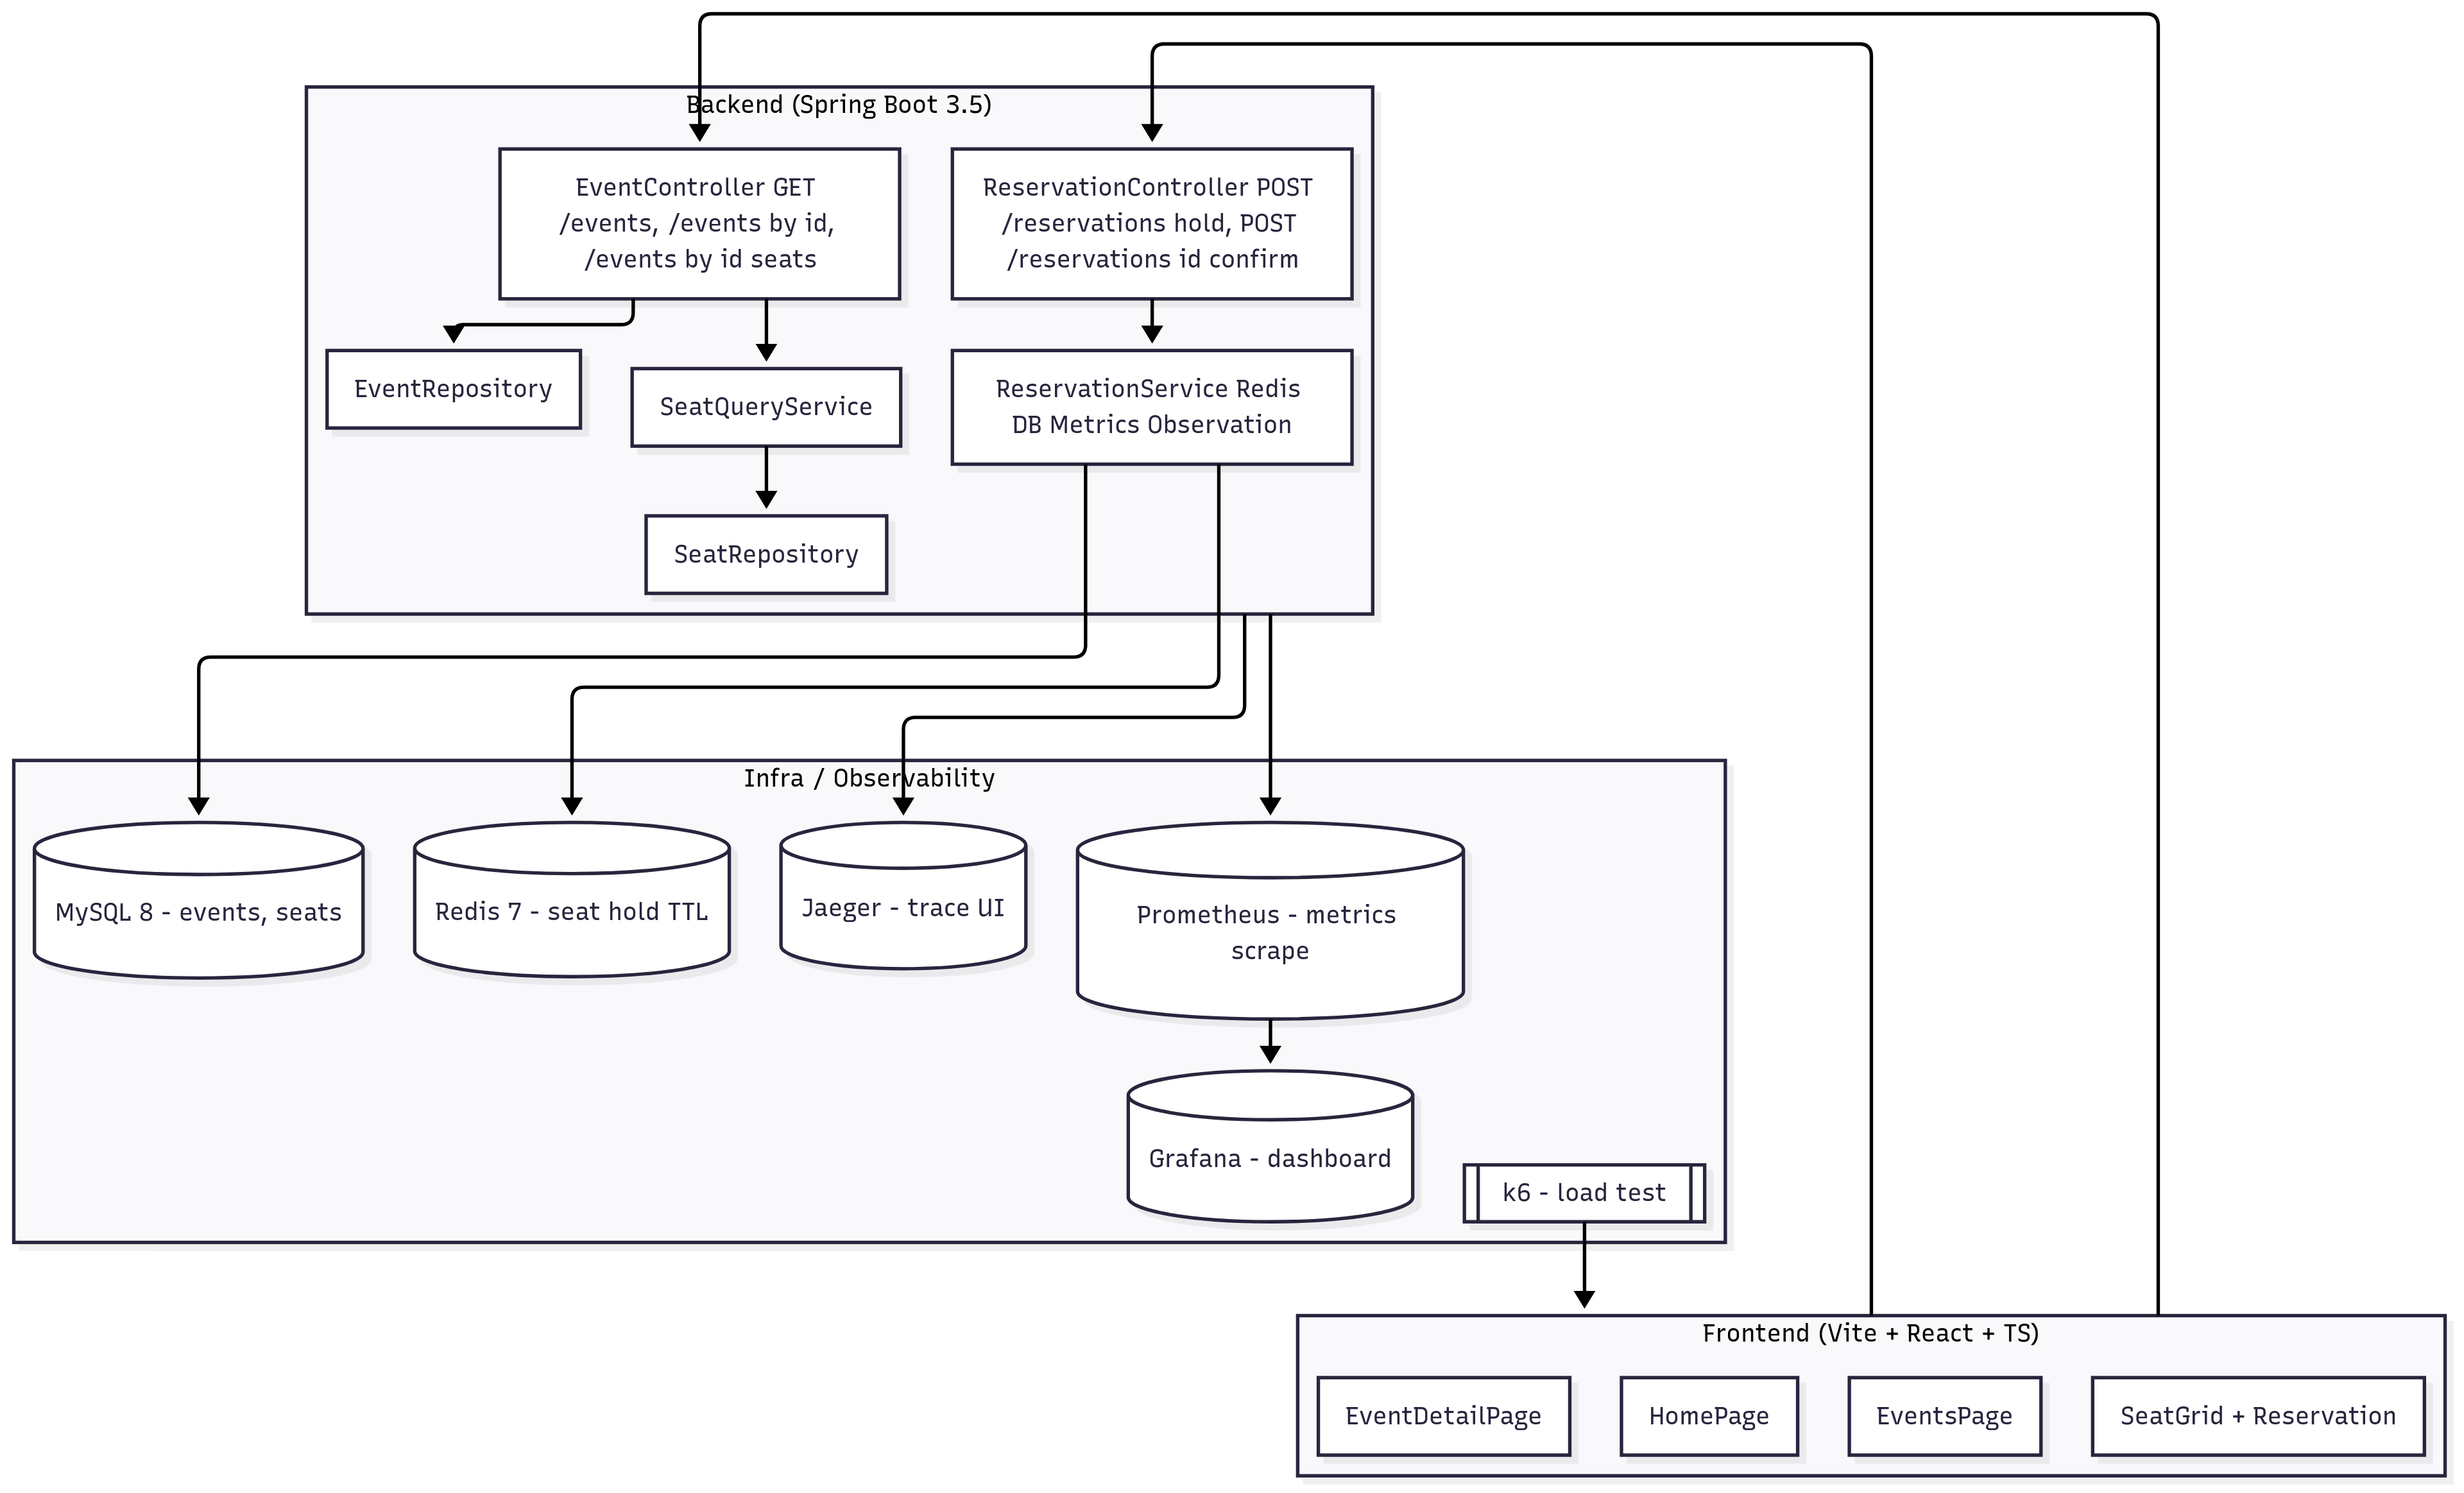 Backend (Spring Boot 3.5)
EventController GET
/events, /events by id,
/events by id seats
ReservationController POST
/reservations hold, POST
/reservations id confirm
EventRepository
SeatQueryService
ReservationService Redis
DB Metrics Observation
SeatRepository
Infra / Observability
MySQL 8 - events, seats
Redis 7 - seat hold TTL
Jaeger - trace UI
Prometheus - metrics
scrape
Grafana - dashboard
k6 - load test
Frontend (Vite + React + TS)
EventDetailPage
HomePage
EventsPage
SeatGrid + Reservation